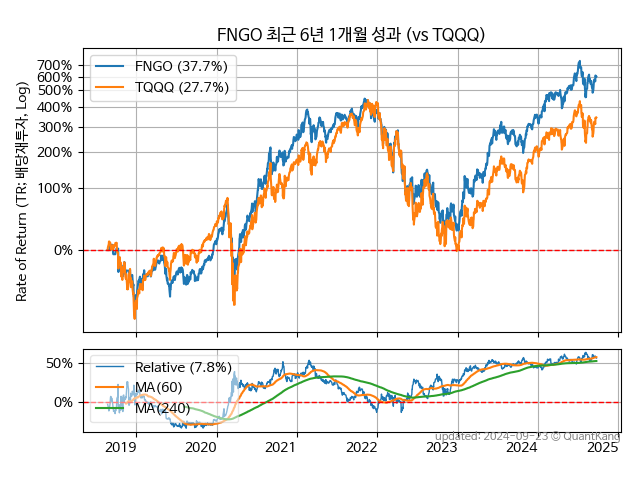 FNGO 최근 6년 1개월 성과 (vs TQQQ)
Rate of Return (TR: 배당재투자, Log)
700%
600%
500%
400%
300%
200%
100%
0%
FNGO (37.7%)
TQQQ (27.7%)
50%
0%
Relative (7.8%)
MA(60)
MA(240)
updated: 2024-09-23 © QuantKang
2019
2020
2021
2022
2023
2024
2025